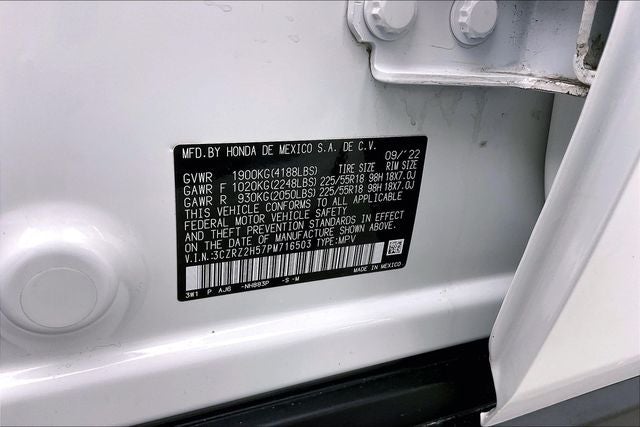 MFD.BY HONDA DE MEXICO S.A. DE C.V. 09/'22
GVWR 1900KG(4188LBS) TIRE SIZE RIM SIZE
GAWR F 1020KG(2248LBS) 225/55R18 98H 18X7.0J
GAWR R 930KG(2050LBS) 225/55R18 98H 18X7.0J
THIS VEHICLE CONFORMS TO ALL APPLICABLE
FEDERAL MOTOR VEHICLE SAFETY
AND THEFT PREVENTION STANDARDS IN EFFECT
ON THE DATE OF MANUFACTURE SHOWN ABOVE.
V.I.N.:3CZRZ2H57PM716503 TYPE:MPV
MADE IN MEXICO
3W1 P AJ6 -NH883P -S-M